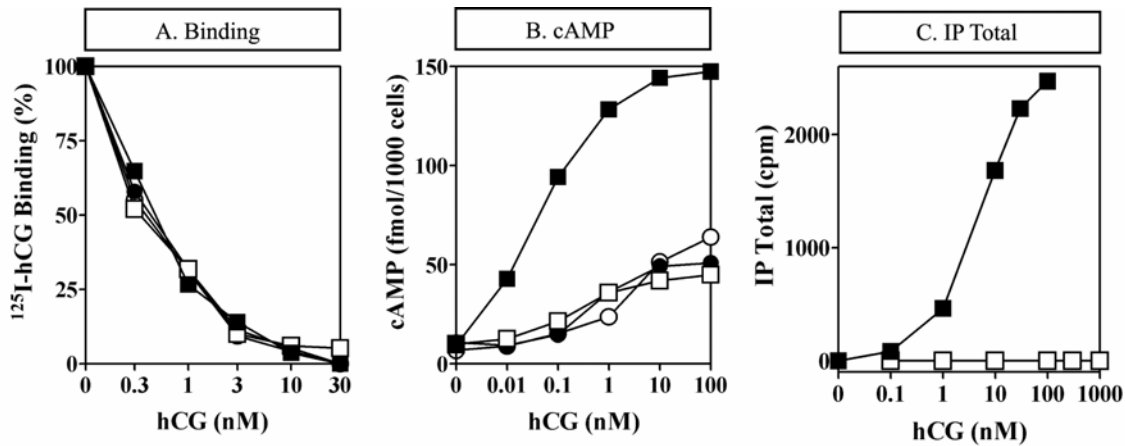 A. Binding
B. cAMP
C. IP Total
¹²⁵I-hCG Binding (%)
100
75
50
25
0
0 0.3 1 3 10 30
hCG (nM)
cAMP (fmol/1000 cells)
150
100
50
0
0 0.01 0.1 1 10 100
hCG (nM)
IP Total (cpm)
2000
1000
0
0 0.1 1 10 100 1000
hCG (nM)